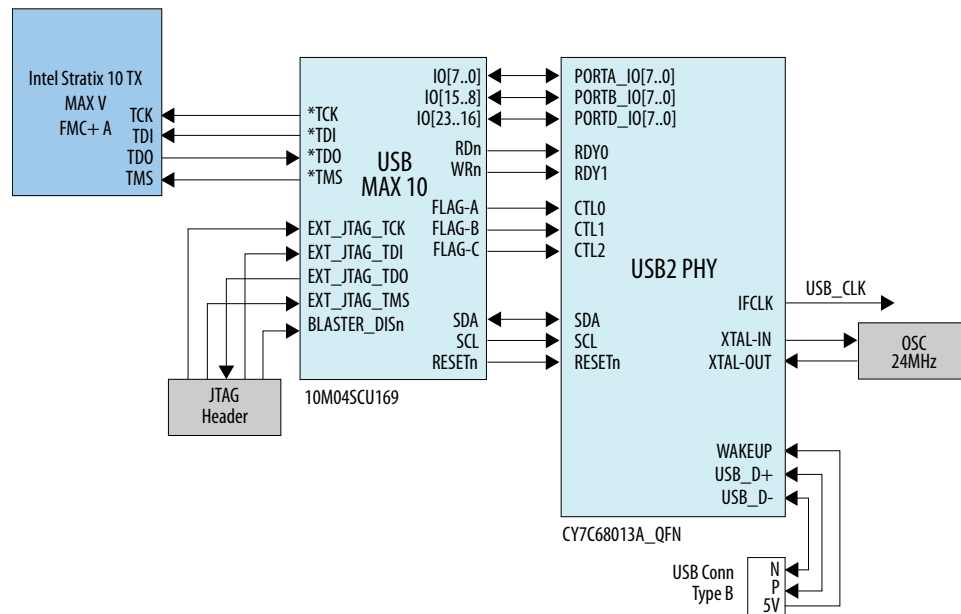 Intel Stratix 10 TX
MAX V
FMC+ A
TCK
TDI
TDO
TMS
*TCK
*TDI
*TDO
*TMS
USB
MAX 10
EXT_JTAG_TCK
EXT_JTAG_TDI
EXT_JTAG_TDO
EXT_JTAG_TMS
BLASTER_DISn
IO[7..0]
IO[15..8]
IO[23..16]
RDn
WRn
FLAG-A
FLAG-B
FLAG-C
SDA
SCL
RESETn
10M04SCU169
JTAG
Header
PORTA_IO[7..0]
PORTB_IO[7..0]
PORTD_IO[7..0]
RDY0
RDY1
CTL0
CTL1
CTL2
USB2 PHY
SDA
SCL
RESETn
IFCLK
XTAL-IN
XTAL-OUT
WAKEUP
USB_D+
USB_D-
CY7C68013A_QFN
USB_CLK
OSC
24MHz
USB Conn
Type B
N
P
5V